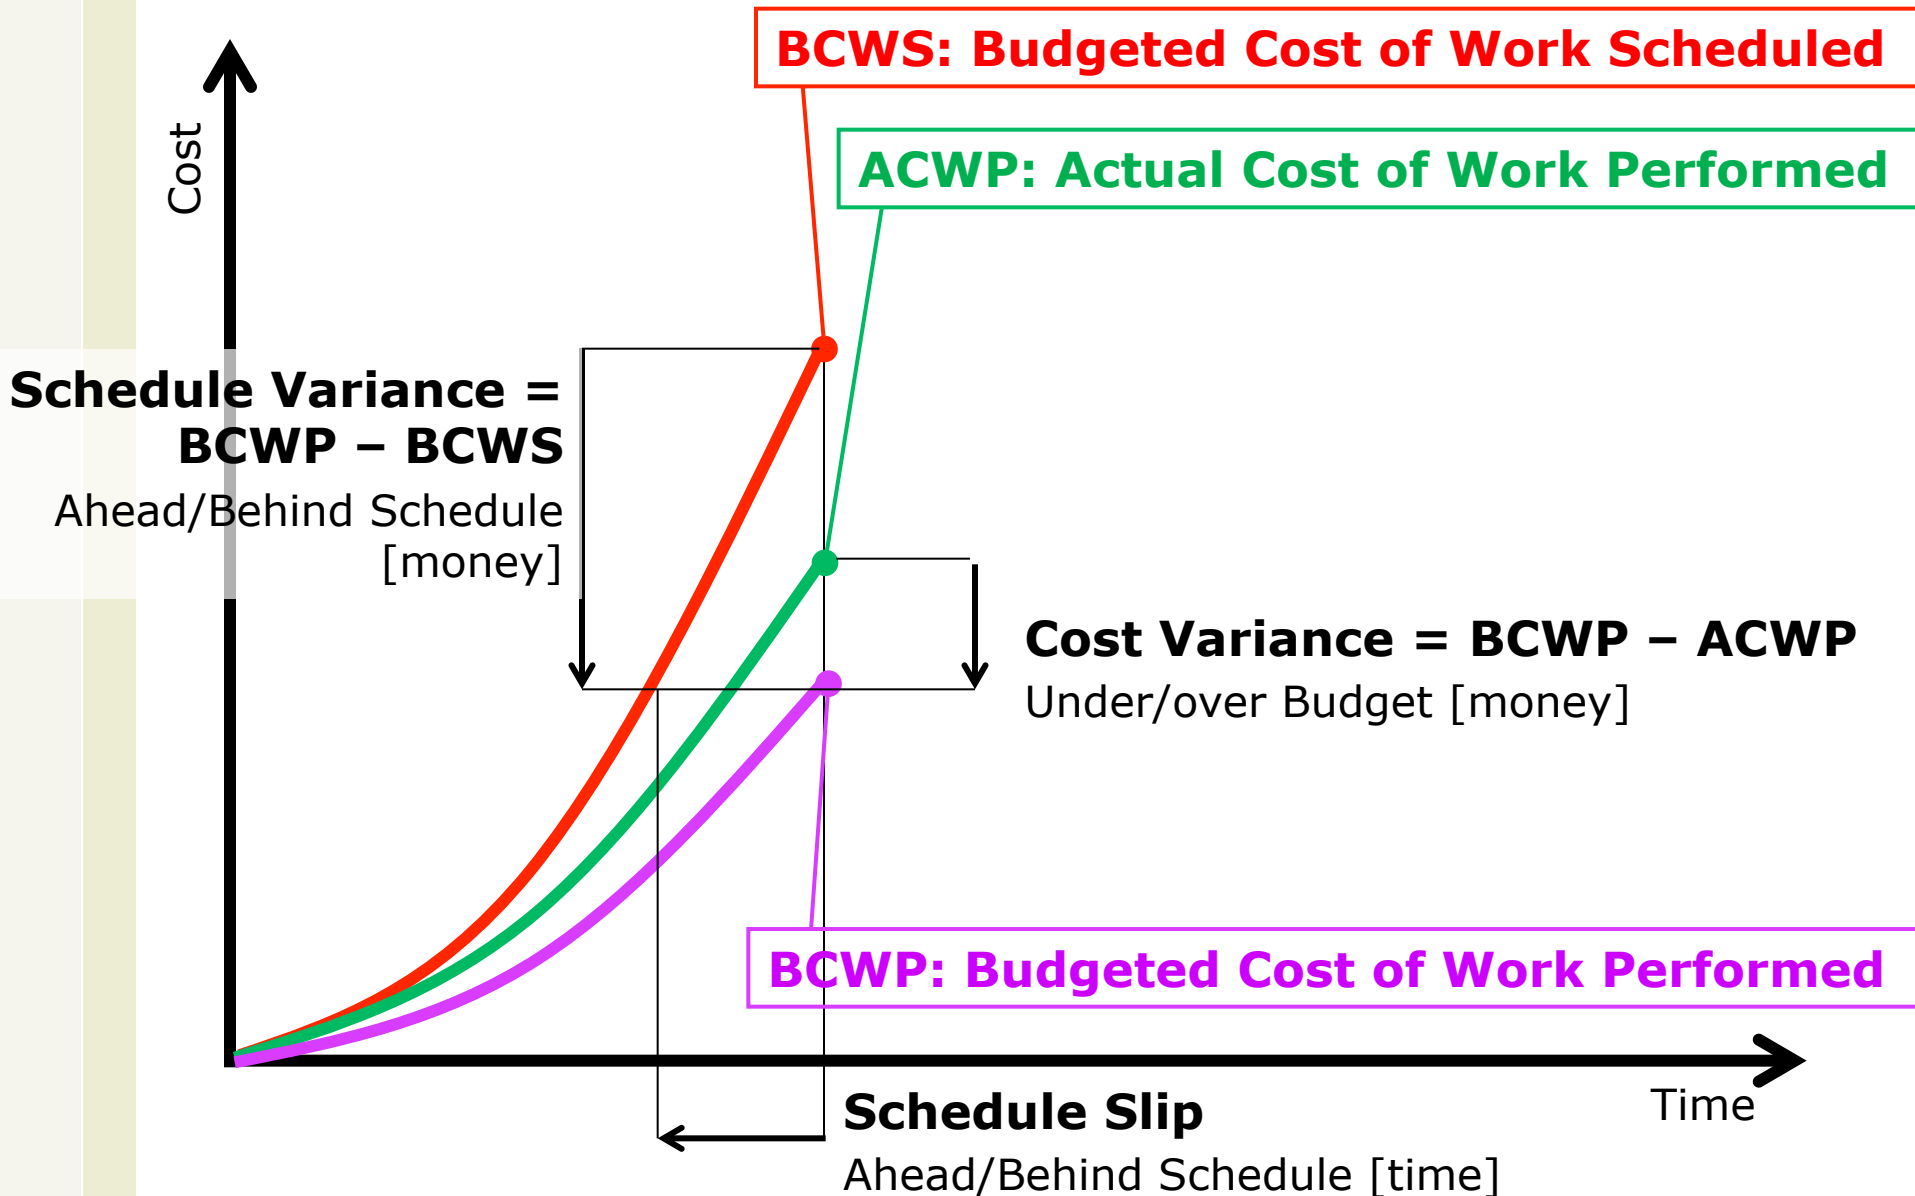 BCWS: Budgeted Cost of Work Scheduled
Cost
ACWP: Actual Cost of Work Performed
Schedule Variance =
BCWP – BCWS
Ahead/Behind Schedule
[money]
Cost Variance = BCWP – ACWP
Under/over Budget [money]
BCWP: Budgeted Cost of Work Performed
Time
Schedule Slip
Ahead/Behind Schedule [time]